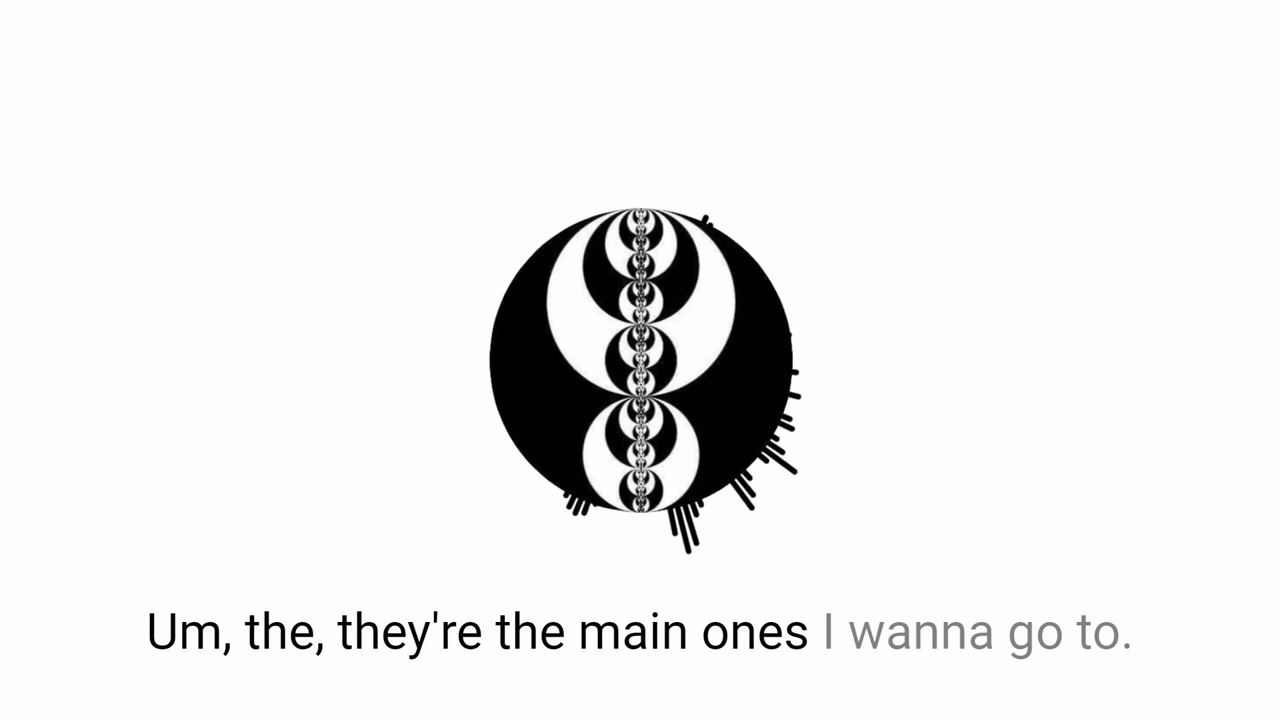 Um, the, they're the main ones I wanna go to.